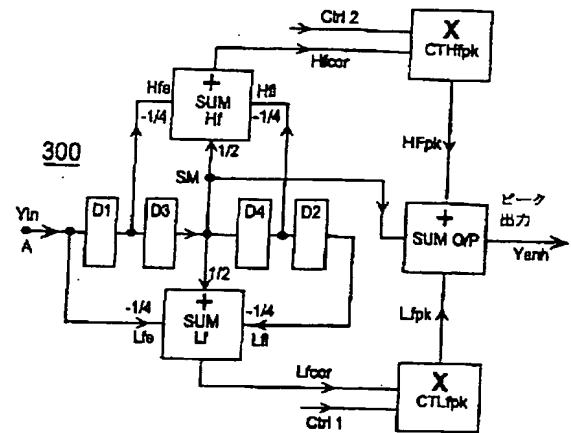 Ctrl 2
X
CTHfpk
Hfcor
+
SUM
Hf
Hfe
-1/4
Hfl
-1/4
HFpk
300
1/2
SM
Yin
A
D1
D3
D4
D2
+
SUM O/P
ピーク
出力
Yenh
1/2
-1/4
Lfe
+
SUM
Lf
-1/4
Lfl
Lfpk
Lfcor
X
CTLfpk
Ctrl 1